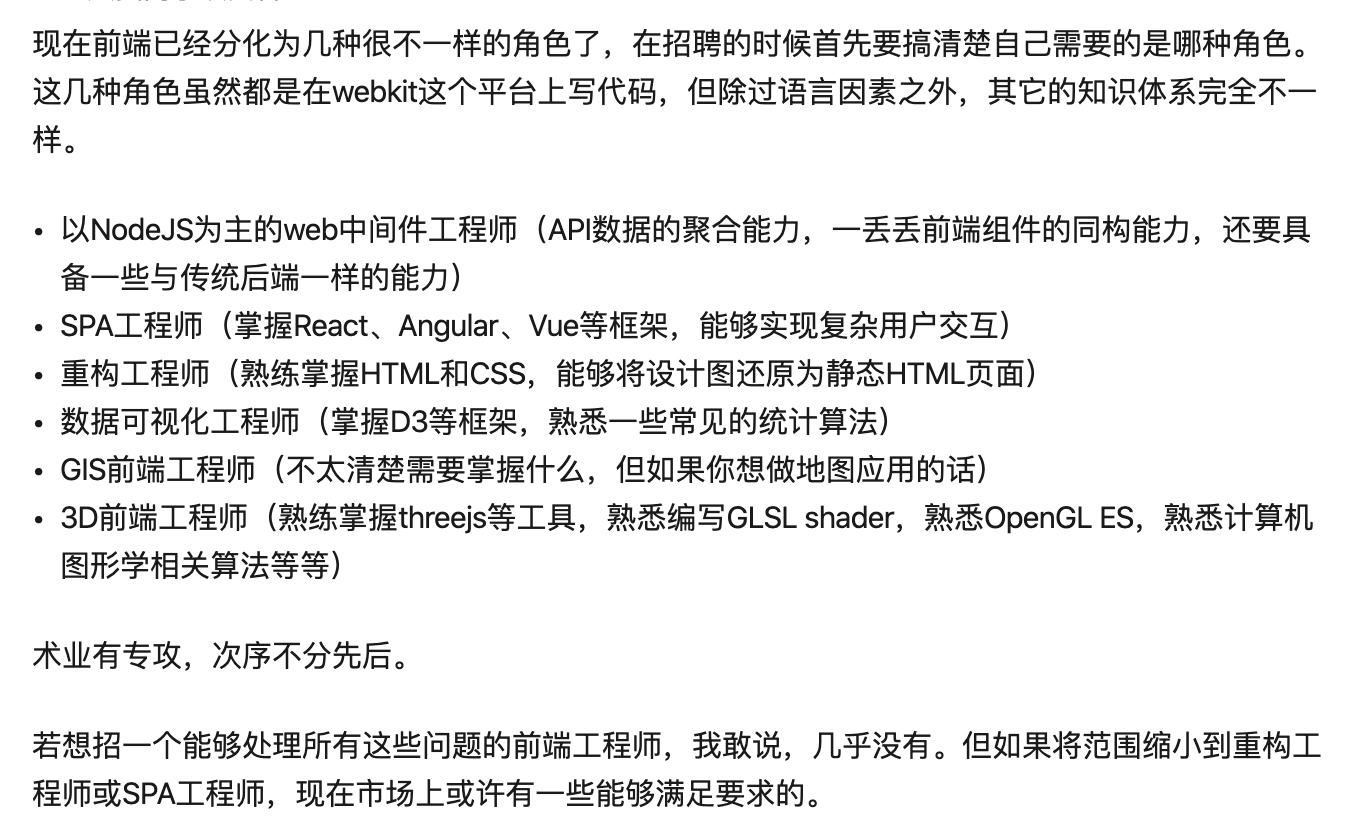 现在前端已经分化为几种很不一样的角色了，在招聘的时候首先要搞清楚自己需要的是哪种角色。
这几种角色虽然都是在webkit这个平台上写代码，但除过语言因素之外，其它的知识体系完全不一
样。
• 以NodeJS为主的web中间件工程师（API数据的聚合能力，一丢丢前端组件的同构能力，还要具
备一些与传统后端一样的能力）
• SPA工程师（掌握React、Angular、Vue等框架，能够实现复杂用户交互）
• 重构工程师（熟练掌握HTML和CSS，能够将设计图还原为静态HTML页面）
• 数据可视化工程师（掌握D3等框架，熟悉一些常见的统计算法）
• GIS前端工程师（不太清楚需要掌握什么，但如果你想做地图应用的话）
• 3D前端工程师（熟练掌握threejs等工具，熟悉编写GLSL shader，熟悉OpenGL ES，熟悉计算机
图形学相关算法等等）
术业有专攻，次序不分先后。
若想招一个能够处理所有这些问题的前端工程师，我敢说，几乎没有。但如果将范围缩小到重构工
程师或SPA工程师，现在市场上或许有一些能够满足要求的。